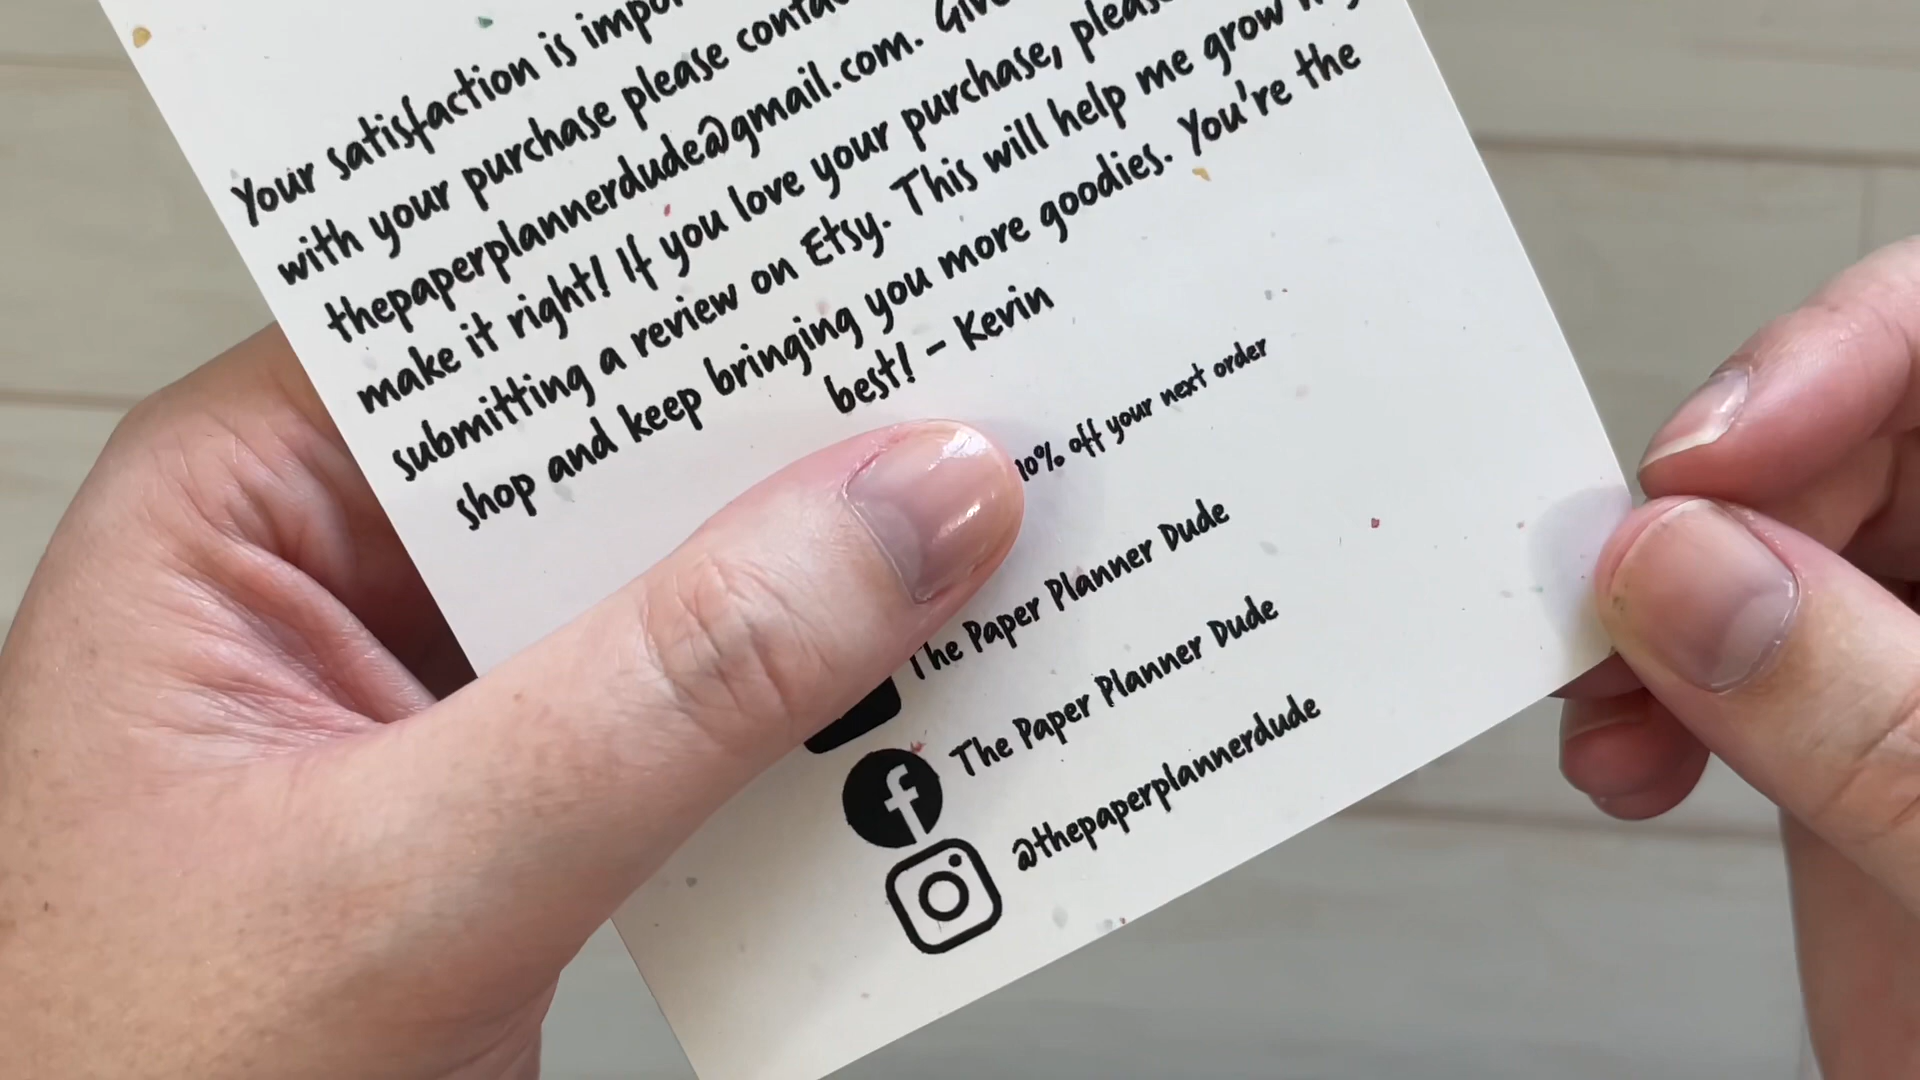 Your satisfaction is
with your purchase please
thepaperplannerdude@gmail.com.
make it right! If you love your purchase,
submitting a review on Etsy. This will help me grow
shop and keep bringing you more goodies. You're the
best! - Kevin
10% off your next order
The Paper Planner Dude
The Paper Planner Dude
@thepaperplannerdude